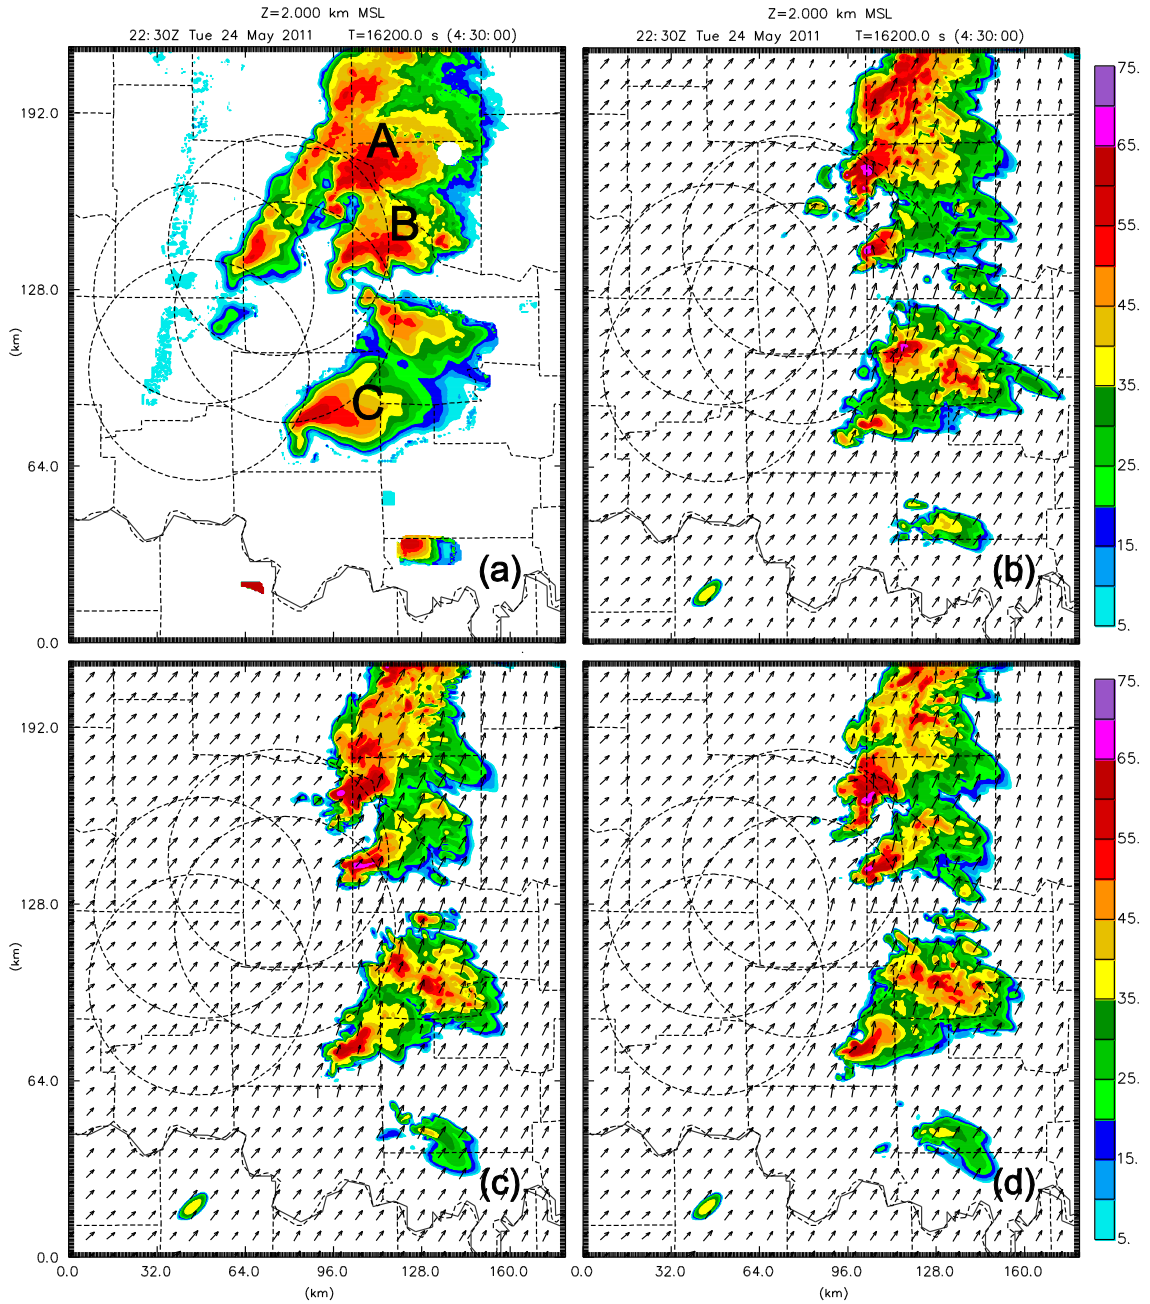 Z=2.000 km MSL
22:30Z Tue 24 May 2011 T=16200.0 s (4:30:00)
Z=2.000 km MSL
22:30Z Tue 24 May 2011 T=16200.0 s (4:30:00)
192.0
128.0
(km)
64.0
0.0
A
B
C
(a)
(b)
75.
65.
55.
45.
35.
25.
15.
5.
192.0
128.0
(km)
64.0
0.0
(c)
(d)
75.
65.
55.
45.
35.
25.
15.
5.
0.0 32.0 64.0 96.0 128.0 160.0
(km)
0.0 32.0 64.0 96.0 128.0 160.0
(km)